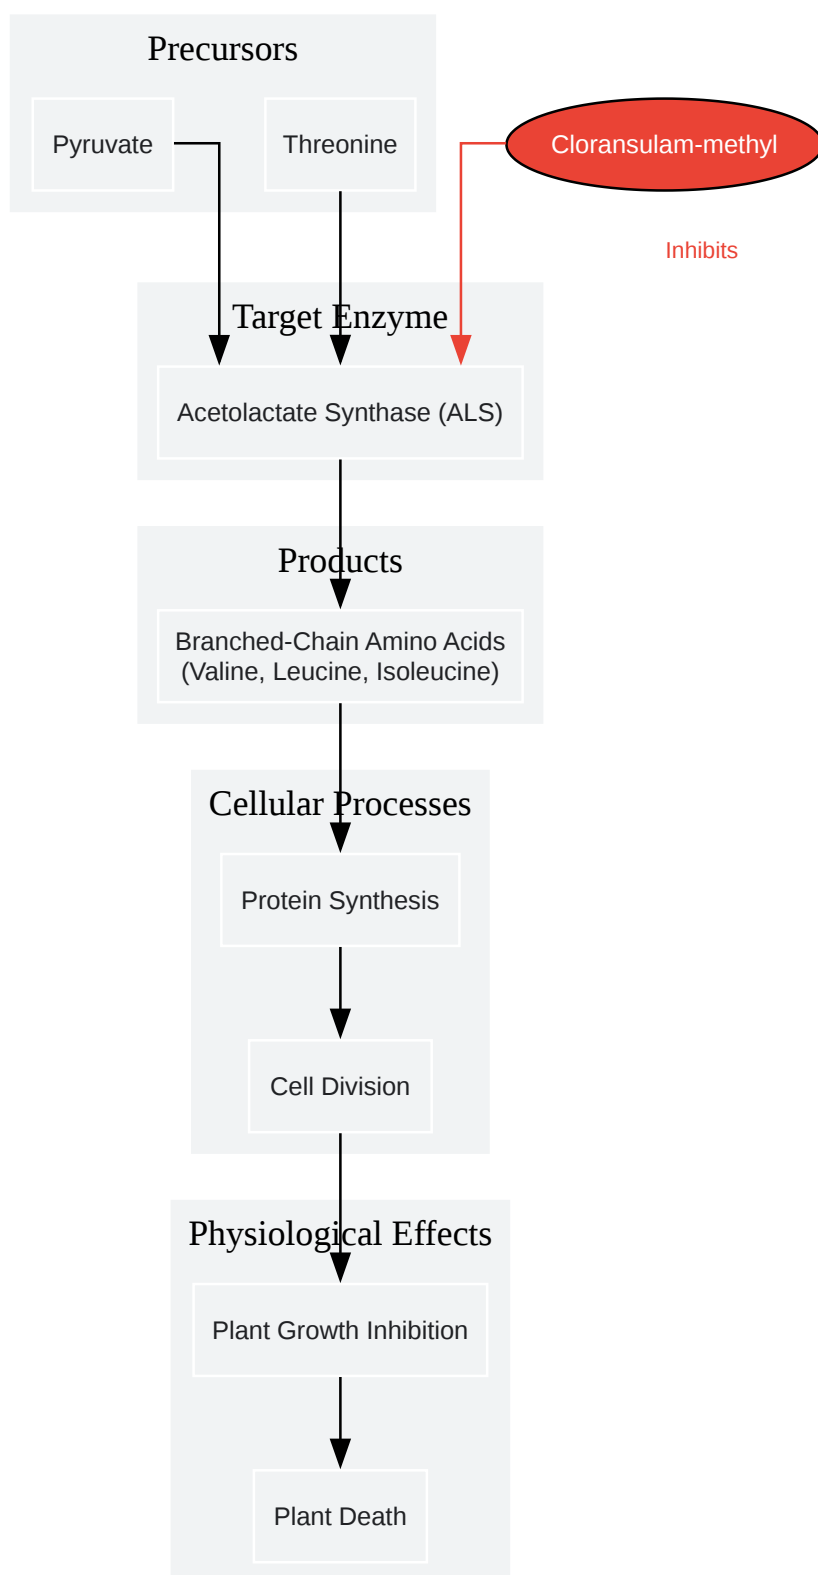 Precursors
Pyruvate
Threonine
Cloransulam-methyl
Inhibits
Target Enzyme
Acetolactate Synthase (ALS)
Products
Branched-Chain Amino Acids
(Valine, Leucine, Isoleucine)
Cellular Processes
Protein Synthesis
Cell Division
Physiological Effects
Plant Growth Inhibition
Plant Death